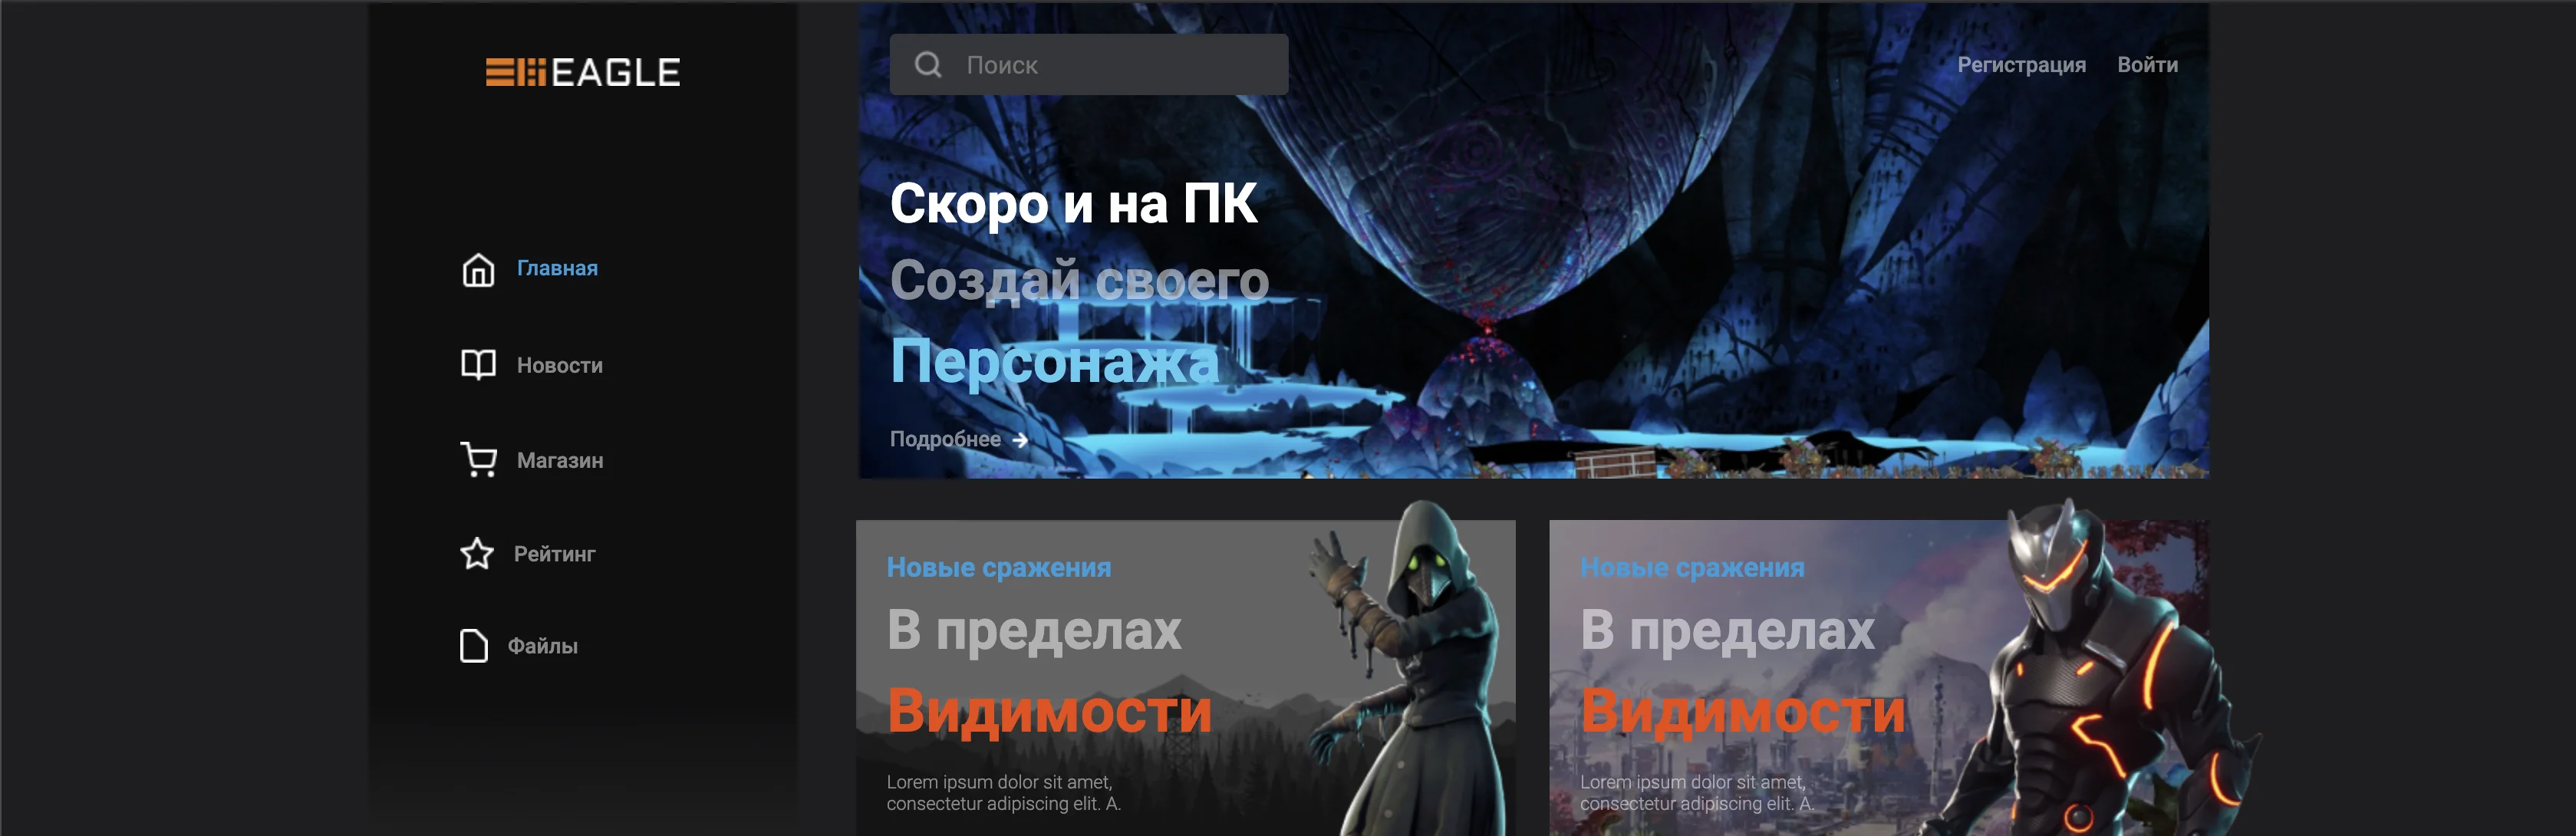 EAGLE
Главная
Новости
Магазин
Рейтинг
Файлы
Поиск
Регистрация
Войти
Скоро и на ПК
Создай своего
Персонажа
Подробнее
Новые сражения
В пределах
Видимости
Lorem ipsum dolor sit amet,
consectetur adipiscing elit. A.
Новые сражения
В пределах
Видимости
Lorem ipsum dolor sit amet,
consectetur adipiscing elit. A.